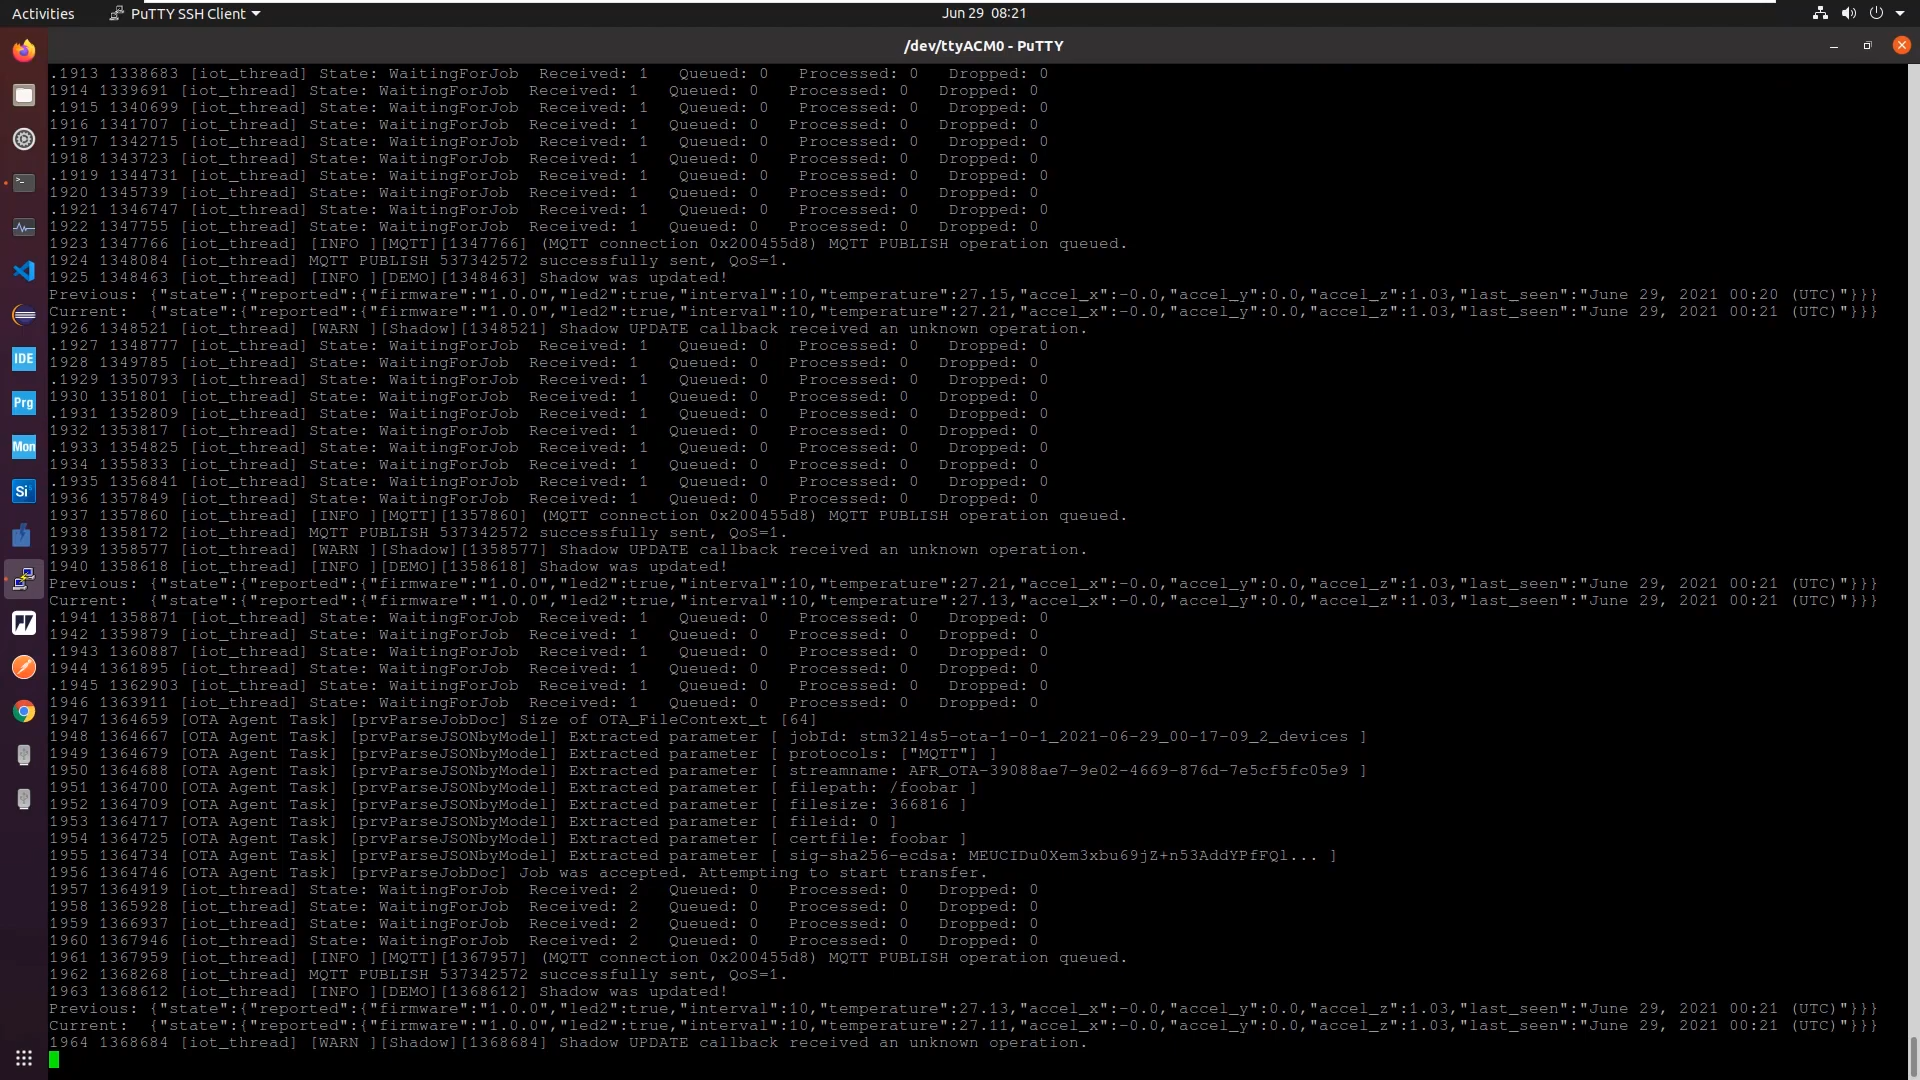 Activities PuTTY SSH Client Jun 29 08:21
/dev/ttyACM0 - PuTTY
.1913 1338683 [iot_thread] State: WaitingForJob Received: 1 Queued: 0 Processed: 0 Dropped: 0
1914 1339691 [iot_thread] State: WaitingForJob Received: 1 Queued: 0 Processed: 0 Dropped: 0
.1915 1340699 [iot_thread] State: WaitingForJob Received: 1 Queued: 0 Processed: 0 Dropped: 0
1916 1341707 [iot_thread] State: WaitingForJob Received: 1 Queued: 0 Processed: 0 Dropped: 0
.1917 1342715 [iot_thread] State: WaitingForJob Received: 1 Queued: 0 Processed: 0 Dropped: 0
1918 1343723 [iot_thread] State: WaitingForJob Received: 1 Queued: 0 Processed: 0 Dropped: 0
.1919 1344731 [iot_thread] State: WaitingForJob Received: 1 Queued: 0 Processed: 0 Dropped: 0
1920 1345739 [iot_thread] State: WaitingForJob Received: 1 Queued: 0 Processed: 0 Dropped: 0
.1921 1346747 [iot_thread] State: WaitingForJob Received: 1 Queued: 0 Processed: 0 Dropped: 0
1922 1347755 [iot_thread] State: WaitingForJob Received: 1 Queued: 0 Processed: 0 Dropped: 0
1923 1347766 [iot_thread] [INFO ][MQTT][1347766] (MQTT connection 0x200455d8) MQTT PUBLISH operation queued.
1924 1348084 [iot_thread] MQTT PUBLISH 537342572 successfully sent, QoS=1.
1925 1348463 [iot_thread] [INFO ][DEMO][1348463] Shadow was updated!
Previous: {"state":{"reported":{"firmware":"1.0.0","led2":true,"interval":10,"temperature":27.15,"accel_x":-0.0,"accel_y":0.0,"accel_z":1.03,"last_seen":"June 29, 2021 00:20 (UTC)"}}}
Current: {"state":{"reported":{"firmware":"1.0.0","led2":true,"interval":10,"temperature":27.21,"accel_x":-0.0,"accel_y":0.0,"accel_z":1.03,"last_seen":"June 29, 2021 00:21 (UTC)"}}}
1926 1348521 [iot_thread] [WARN ][Shadow][1348521] Shadow UPDATE callback received an unknown operation.
.1927 1348777 [iot_thread] State: WaitingForJob Received: 1 Queued: 0 Processed: 0 Dropped: 0
1928 1349785 [iot_thread] State: WaitingForJob Received: 1 Queued: 0 Processed: 0 Dropped: 0
.1929 1350793 [iot_thread] State: WaitingForJob Received: 1 Queued: 0 Processed: 0 Dropped: 0
1930 1351801 [iot_thread] State: WaitingForJob Received: 1 Queued: 0 Processed: 0 Dropped: 0
.1931 1352809 [iot_thread] State: WaitingForJob Received: 1 Queued: 0 Processed: 0 Dropped: 0
1932 1353817 [iot_thread] State: WaitingForJob Received: 1 Queued: 0 Processed: 0 Dropped: 0
.1933 1354825 [iot_thread] State: WaitingForJob Received: 1 Queued: 0 Processed: 0 Dropped: 0
1934 1355833 [iot_thread] State: WaitingForJob Received: 1 Queued: 0 Processed: 0 Dropped: 0
.1935 1356841 [iot_thread] State: WaitingForJob Received: 1 Queued: 0 Processed: 0 Dropped: 0
1936 1357849 [iot_thread] State: WaitingForJob Received: 1 Queued: 0 Processed: 0 Dropped: 0
1937 1357860 [iot_thread] [INFO ][MQTT][1357860] (MQTT connection 0x200455d8) MQTT PUBLISH operation queued.
1938 1358172 [iot_thread] MQTT PUBLISH 537342572 successfully sent, QoS=1.
1939 1358577 [iot_thread] [WARN ][Shadow][1358577] Shadow UPDATE callback received an unknown operation.
1940 1358618 [iot_thread] [INFO ][DEMO][1358618] Shadow was updated!
Previous: {"state":{"reported":{"firmware":"1.0.0","led2":true,"interval":10,"temperature":27.21,"accel_x":-0.0,"accel_y":0.0,"accel_z":1.03,"last_seen":"June 29, 2021 00:21 (UTC)"}}}
Current: {"state":{"reported":{"firmware":"1.0.0","led2":true,"interval":10,"temperature":27.13,"accel_x":-0.0,"accel_y":0.0,"accel_z":1.03,"last_seen":"June 29, 2021 00:21 (UTC)"}}}
.1941 1358871 [iot_thread] State: WaitingForJob Received: 1 Queued: 0 Processed: 0 Dropped: 0
1942 1359879 [iot_thread] State: WaitingForJob Received: 1 Queued: 0 Processed: 0 Dropped: 0
.1943 1360887 [iot_thread] State: WaitingForJob Received: 1 Queued: 0 Processed: 0 Dropped: 0
1944 1361895 [iot_thread] State: WaitingForJob Received: 1 Queued: 0 Processed: 0 Dropped: 0
.1945 1362903 [iot_thread] State: WaitingForJob Received: 1 Queued: 0 Processed: 0 Dropped: 0
1946 1363911 [iot_thread] State: WaitingForJob Received: 1 Queued: 0 Processed: 0 Dropped: 0
1947 1364659 [OTA Agent Task] [prvParseJobDoc] Size of OTA_FileContext_t [64]
1948 1364667 [OTA Agent Task] [prvParseJSONbyModel] Extracted parameter [ jobId: stm32l4s5-ota-1-0-1_2021-06-29_00-17-09_2_devices ]
1949 1364679 [OTA Agent Task] [prvParseJSONbyModel] Extracted parameter [ protocols: ["MQTT"] ]
1950 1364688 [OTA Agent Task] [prvParseJSONbyModel] Extracted parameter [ streamname: AFR_OTA-39088ae7-9e02-4669-876d-7e5cf5fc05e9 ]
1951 1364700 [OTA Agent Task] [prvParseJSONbyModel] Extracted parameter [ filepath: /foobar ]
1952 1364709 [OTA Agent Task] [prvParseJSONbyModel] Extracted parameter [ filesize: 366816 ]
1953 1364717 [OTA Agent Task] [prvParseJSONbyModel] Extracted parameter [ fileid: 0 ]
1954 1364725 [OTA Agent Task] [prvParseJSONbyModel] Extracted parameter [ certfile: foobar ]
1955 1364734 [OTA Agent Task] [prvParseJSONbyModel] Extracted parameter [ sig-sha256-ecdsa: MEUCIDu0Xem3xbu69jZ+n53AddYPfFQl... ]
1956 1364746 [OTA Agent Task] [prvParseJobDoc] Job was accepted. Attempting to start transfer.
1957 1364919 [iot_thread] State: WaitingForJob Received: 2 Queued: 0 Processed: 0 Dropped: 0
1958 1365928 [iot_thread] State: WaitingForJob Received: 2 Queued: 0 Processed: 0 Dropped: 0
1959 1366937 [iot_thread] State: WaitingForJob Received: 2 Queued: 0 Processed: 0 Dropped: 0
1960 1367946 [iot_thread] State: WaitingForJob Received: 2 Queued: 0 Processed: 0 Dropped: 0
1961 1367959 [iot_thread] [INFO ][MQTT][1367957] (MQTT connection 0x200455d8) MQTT PUBLISH operation queued.
1962 1368268 [iot_thread] MQTT PUBLISH 537342572 successfully sent, QoS=1.
1963 1368612 [iot_thread] [INFO ][DEMO][1368612] Shadow was updated!
Previous: {"state":{"reported":{"firmware":"1.0.0","led2":true,"interval":10,"temperature":27.13,"accel_x":-0.0,"accel_y":0.0,"accel_z":1.03,"last_seen":"June 29, 2021 00:21 (UTC)"}}}
Current: {"state":{"reported":{"firmware":"1.0.0","led2":true,"interval":10,"temperature":27.11,"accel_x":-0.0,"accel_y":0.0,"accel_z":1.03,"last_seen":"June 29, 2021 00:21 (UTC)"}}}
1964 1368684 [iot_thread] [WARN ][Shadow][1368684] Shadow UPDATE callback received an unknown operation.
IDE
Prg
Mon
Si